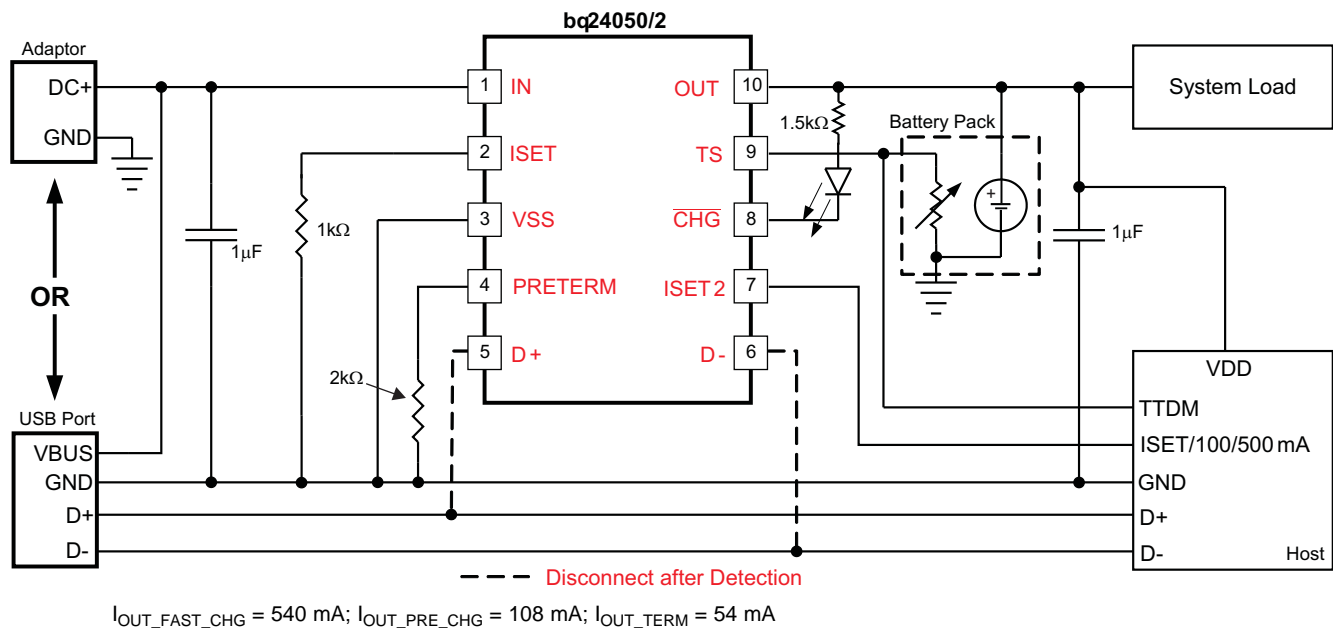 bq24050/2
Adaptor
DC+
GND
OR
USB Port
VBUS
GND
D+
D-
1μF
1kΩ
2kΩ
1 IN
2 ISET
3 VSS
4 PRETERM
5 D+
10 OUT
9 TS
8 CHG
7 ISET2
6 D-
1.5kΩ
Battery Pack
+
1μF
System Load
VDD
TTDM
ISET/100/500 mA
GND
D+
D-
Host
Disconnect after Detection
IOUT_FAST_CHG = 540 mA; IOUT_PRE_CHG = 108 mA; IOUT_TERM = 54 mA